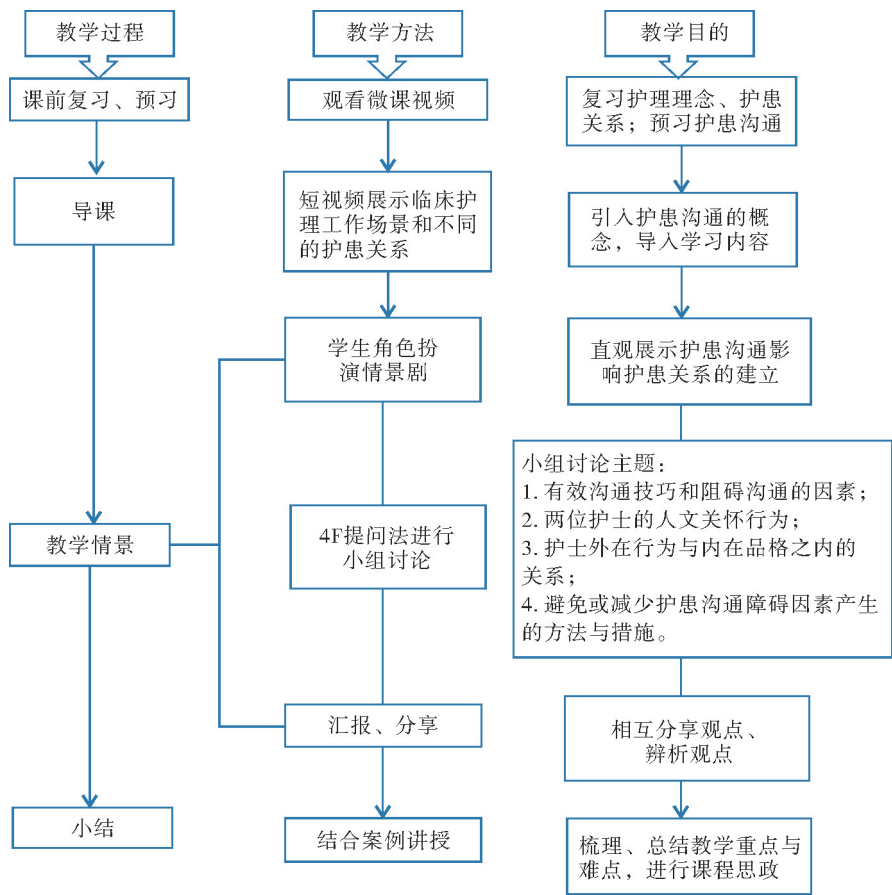 教学过程
教学方法
教学目的
课前复习、预习
观看微课视频
复习护理理念、护患
关系；预习护患沟通
导课
短视频展示临床护
理工作场景和不同
的护患关系
引入护患沟通的概
念，导入学习内容
学生角色扮
演情景剧
直观展示护患沟通影
响护患关系的建立
教学情景
4F提问法进行
小组讨论
小组讨论主题：
1. 有效沟通技巧和阻碍沟通的因素；
2. 两位护士的人文关怀行为；
3. 护士外在行为与内在品格之内的
关系；
4. 避免或减少护患沟通障碍因素产生
的方法与措施。
汇报、分享
相互分享观点、
辨析观点
小结
结合案例讲授
梳理、总结教学重点与
难点，进行课程思政